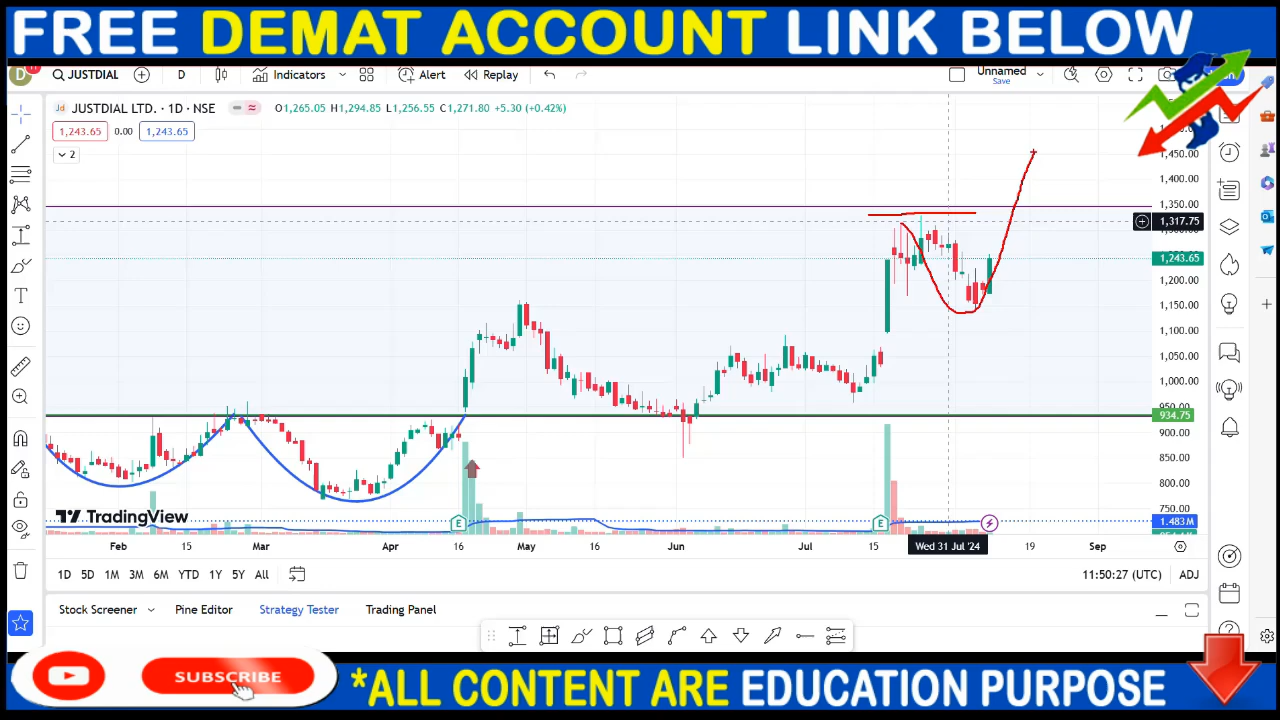 FREE DEMAT ACCOUNT LINK BELOW
D 11 JUSTDIAL D Indicators Alert Replay Unnamed
Save
Jd JUSTDIAL LTD. · 1D · NSE O1,265.05 H1,294.85 L1,256.55 C1,271.80 +5.30 (+0.42%)
1,243.65 0.00 1,243.65
2
1,450.00
1,400.00
1,350.00
1,317.75
1,243.65
1,200.00
1,150.00
1,100.00
1,050.00
1,000.00
950.00
934.75
900.00
850.00
800.00
750.00
TradingView
1.483M
E E
Feb 15 Mar Apr 16 May 16 Jun Jul 15 Wed 31 Jul '24 19 Sep
1D 5D 1M 3M 6M YTD 1Y 5Y All 11:50:27 (UTC) ADJ
Stock Screener Pine Editor Strategy Tester Trading Panel
SUBSCRIBE *ALL CONTENT ARE EDUCATION PURPOSE